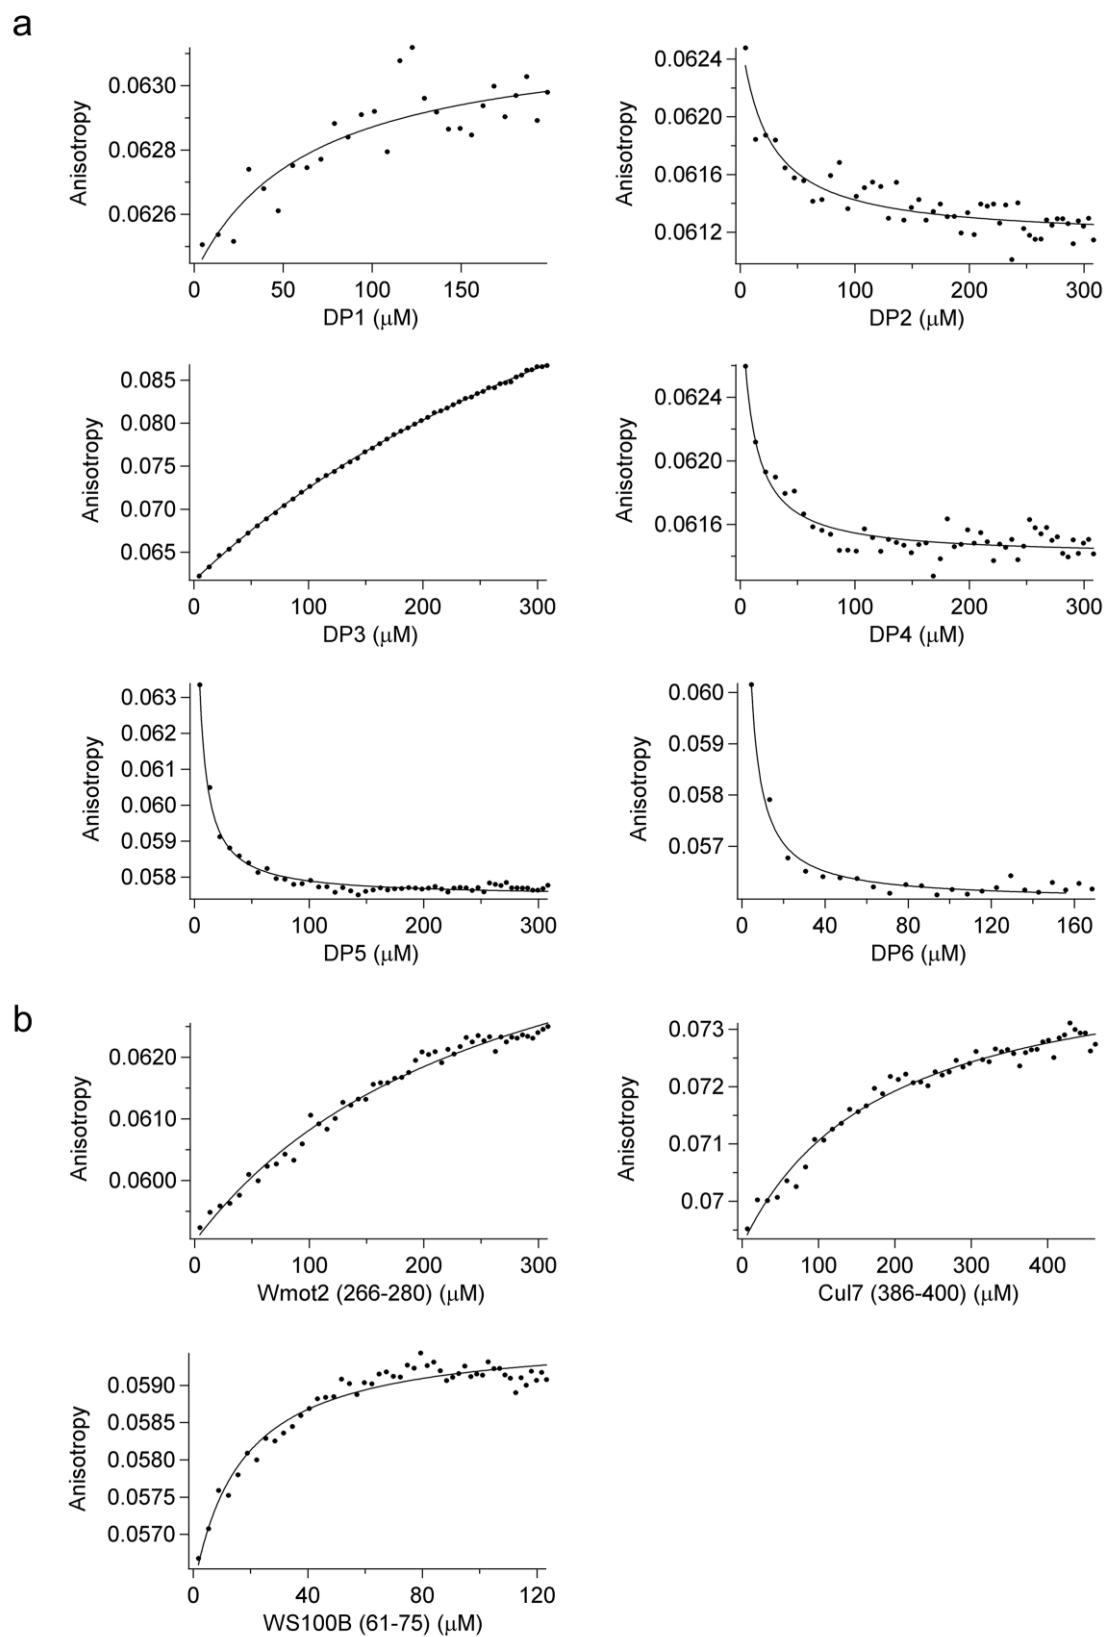 a
Anisotropy
0.0630
0.0628
0.0626
50 100 150
DP1 (μM)
Anisotropy
0.0624
0.0620
0.0616
0.0612
0 100 200 300
DP2 (μM)
Anisotropy
0.085
0.080
0.075
0.070
0.065
0 100 200 300
DP3 (μM)
Anisotropy
0.0624
0.0620
0.0616
0 100 200 300
DP4 (μM)
Anisotropy
0.063
0.062
0.061
0.060
0.059
0.058
0 100 200 300
DP5 (μM)
Anisotropy
0.060
0.059
0.058
0.057
0 40 80 120 160
DP6 (μM)
b
Anisotropy
0.0620
0.0610
0.0600
0 100 200 300
Wmot2 (266-280) (μM)
Anisotropy
0.073
0.072
0.071
0.07
0 100 200 300 400
Cul7 (386-400) (μM)
Anisotropy
0.0590
0.0585
0.0580
0.0575
0.0570
0 40 80 120
WS100B (61-75) (μM)